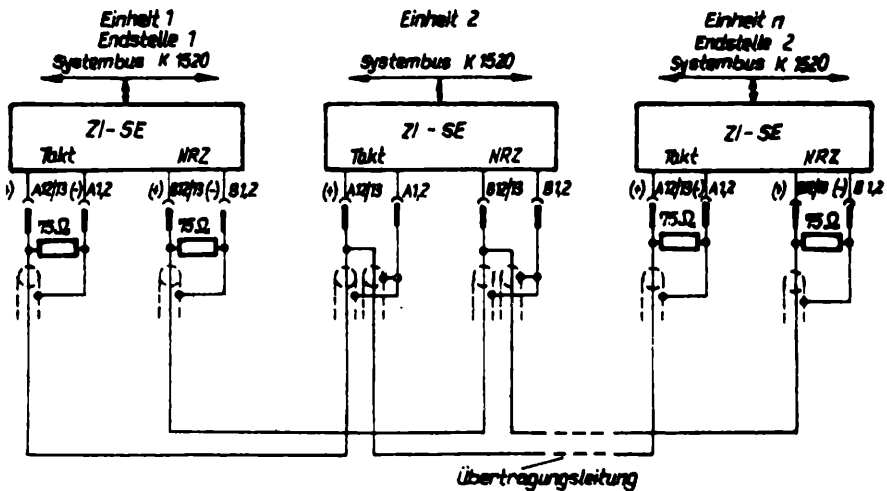 Einheit 1
Endstelle 1
Systembus K 1520
ZI-SE
Takt NRZ
(+) A12/13 (-) A1,2 (+) B12/13 (-) B1,2
75Ω 75Ω
Einheit 2
Systembus K 1520
ZI-SE
Takt NRZ
(+) A12/13 A1,2 B12/13 B1,2
Einheit n
Endstelle 2
Systembus K 1520
ZI-SE
Takt NRZ
(+) A12/13 (-) A1,2 (-) B1,2
75Ω 75Ω
Übertragungsleitung